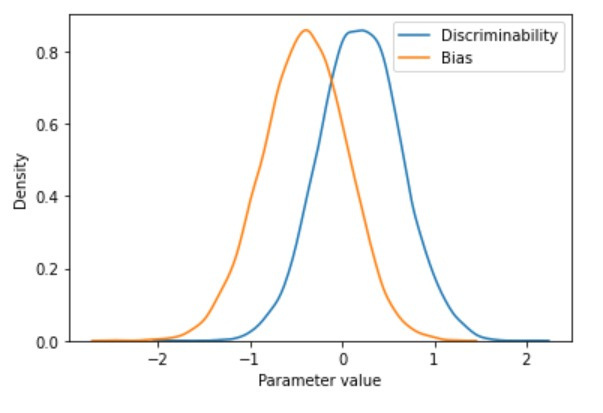 Discriminability
Bias
Density
0.8
0.6
0.4
0.2
0.0
−2 −1 0 1 2
Parameter value